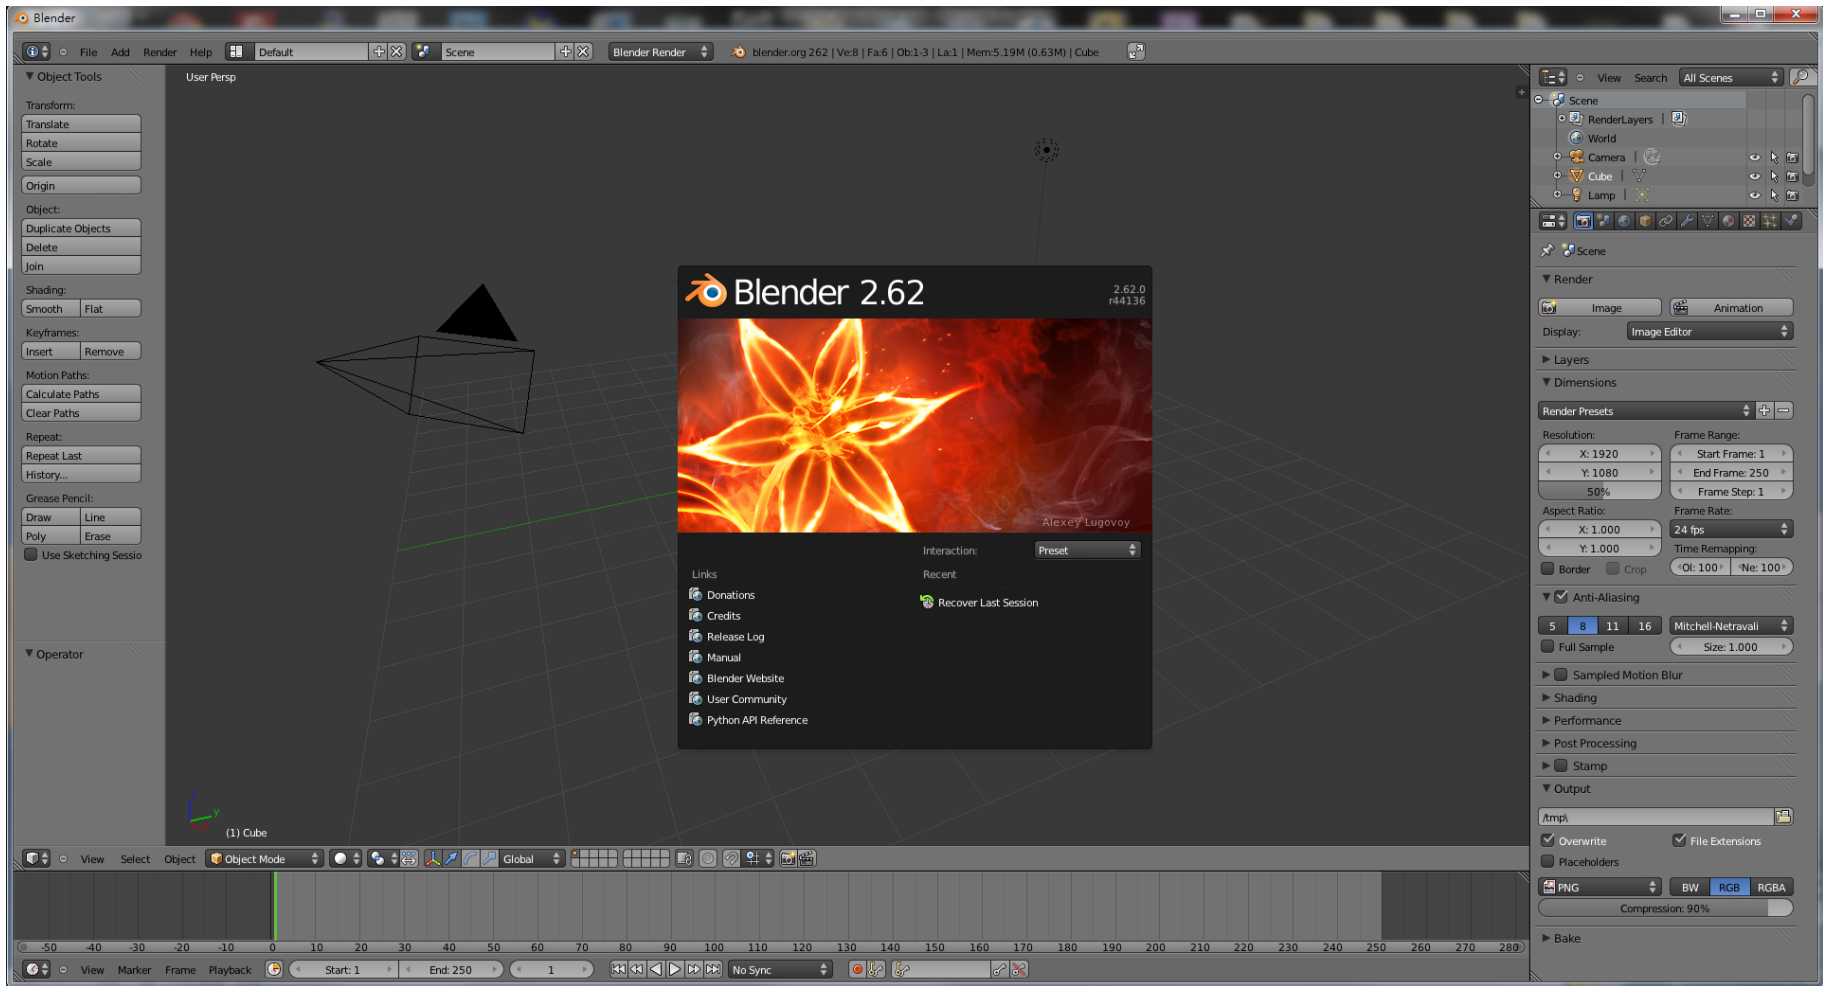 Blender
File Add Render Help Default Scene Blender Render blender.org 262 | Ve:8 | Fa:6 | Ob:1-3 | La:1 | Mem:5.19M (0.63M) | Cube
Object Tools
Transform:
Translate
Rotate
Scale
Origin
Object:
Duplicate Objects
Delete
Join
Shading:
Smooth Flat
Keyframes:
Insert Remove
Motion Paths:
Calculate Paths
Clear Paths
Repeat:
Repeat Last
History...
Grease Pencil:
Draw Line
Poly Erase
Use Sketching Sessio
Operator
User Persp
(1) Cube
Blender 2.62
2.62.0
r44136
Alexey Lugovoy
Interaction: Preset
Links
Donations
Credits
Release Log
Manual
Blender Website
User Community
Python API Reference
Recent
Recover Last Session
View Search All Scenes
Scene
RenderLayers |
World
Camera |
Cube |
Lamp |
Scene
Render
Image Animation
Display: Image Editor
Layers
Dimensions
Render Presets
Resolution: Frame Range:
X: 1920 Start Frame: 1
Y: 1080 End Frame: 250
50% Frame Step: 1
Aspect Ratio: Frame Rate:
X: 1.000 24 fps
Y: 1.000 Time Remapping:
Border Crop Ol: 100 Ne: 100
Anti-Aliasing
5 8 11 16 Mitchell-Netravali
Full Sample Size: 1.000
Sampled Motion Blur
Shading
Performance
Post Processing
Stamp
Output
/tmp\
Overwrite File Extensions
Placeholders
PNG BW RGB RGBA
Compression: 90%
Bake
View Select Object Object Mode Global
-50 -40 -30 -20 -10 0 10 20 30 40 50 60 70 80 90 100 110 120 130 140 150 160 170 180 190 200 210 220 230 240 250 260 270 280
View Marker Frame Playback Start: 1 End: 250 1 No Sync